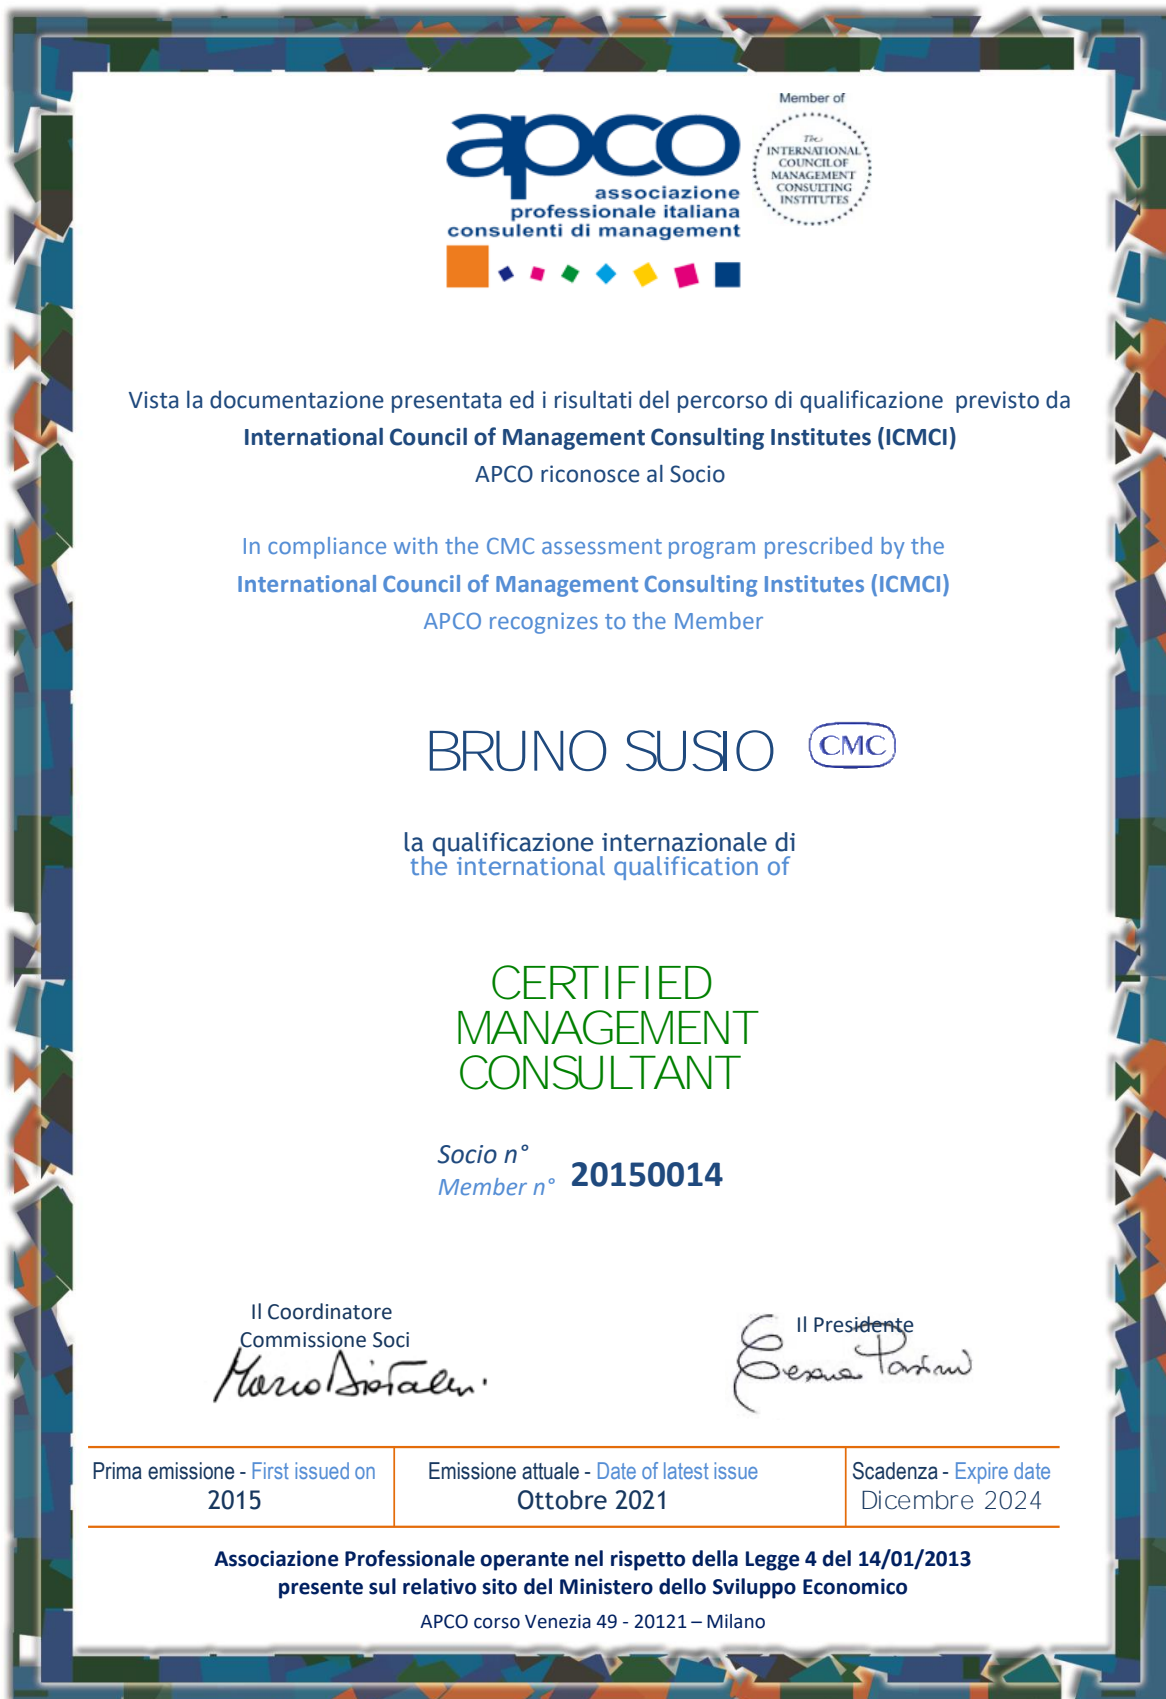 Member of
apco
associazione
professionale italiana
consulenti di management
The
INTERNATIONAL
COUNCIL OF
MANAGEMENT
CONSULTING
INSTITUTES
Vista la documentazione presentata ed i risultati del percorso di qualificazione previsto da
International Council of Management Consulting Institutes (ICMCI)
APCO riconosce al Socio
In compliance with the CMC assessment program prescribed by the
International Council of Management Consulting Institutes (ICMCI)
APCO recognizes to the Member
BRUNO SUSIO CMC
la qualificazione internazionale di
the international qualification of
CERTIFIED
MANAGEMENT
CONSULTANT
Socio n°
Member n° 20150014
Il Coordinatore
Commissione Soci
Il Presidente
Prima emissione - First issued on
2015
Emissione attuale - Date of latest issue
Ottobre 2021
Scadenza - Expire date
Dicembre 2024
Associazione Professionale operante nel rispetto della Legge 4 del 14/01/2013
presente sul relativo sito del Ministero dello Sviluppo Economico
APCO corso Venezia 49 - 20121 – Milano